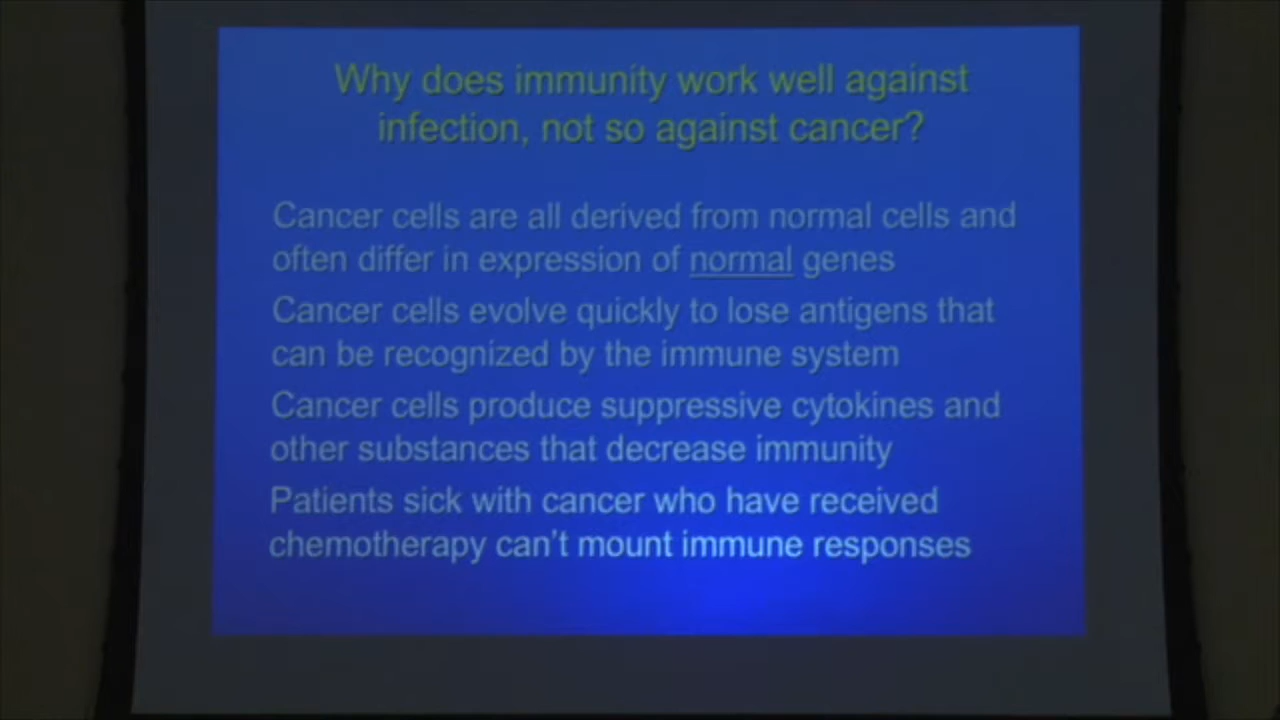 Why does immunity work well against
infection, not so against cancer?
Cancer cells are all derived from normal cells and
often differ in expression of normal genes
Cancer cells evolve quickly to lose antigens that
can be recognized by the immune system
Cancer cells produce suppressive cytokines and
other substances that decrease immunity
Patients sick with cancer who have received
chemotherapy can't mount immune responses